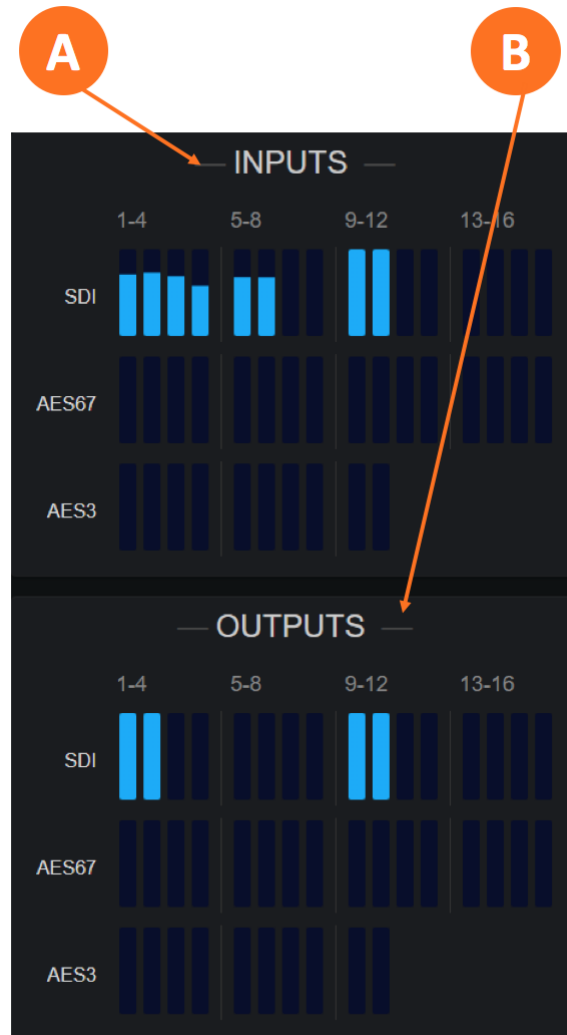 A B
INPUTS
1-4 5-8 9-12 13-16
SDI
AES67
AES3
OUTPUTS
1-4 5-8 9-12 13-16
SDI
AES67
AES3